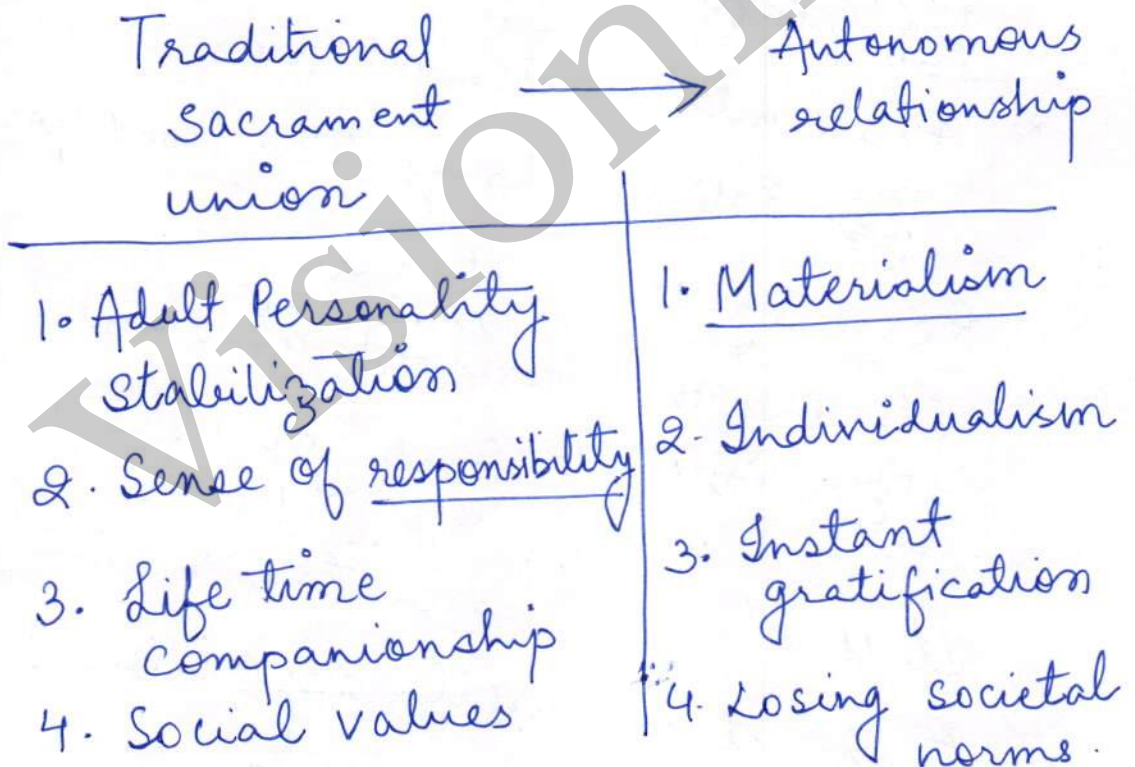 Traditional
sacrament
union
→
Autonomous
relationship
1. Adult Personality
stabilization
2. Sense of responsibility
3. Life time
companionship
4. Social values
1. Materialism
2. Individualism
3. Instant
gratification
4. Losing societal
norms.
Vision